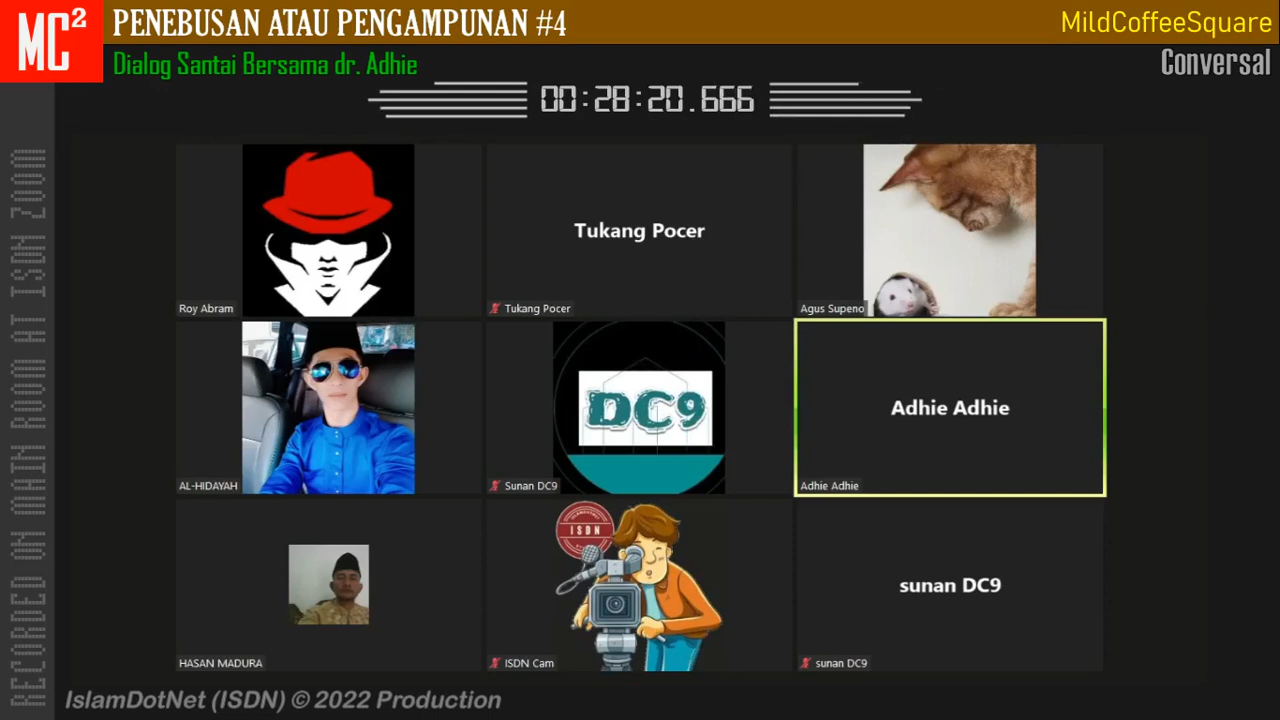 MC²
PENEBUSAN ATAU PENGAMPUNAN #4
MildCoffeeSquare
Dialog Santai Bersama dr. Adhie
Conversal
00:28:20.666
Tukang Pocer
Roy Abram
Tukang Pocer
Agus Supeno
DC9
Adhie Adhie
AL-HIDAYAH
Sunan DC9
Adhie Adhie
ISDN
sunan DC9
HASAN MADURA
ISDN Cam
sunan DC9
IslamDotNet (ISDN) © 2022 Production